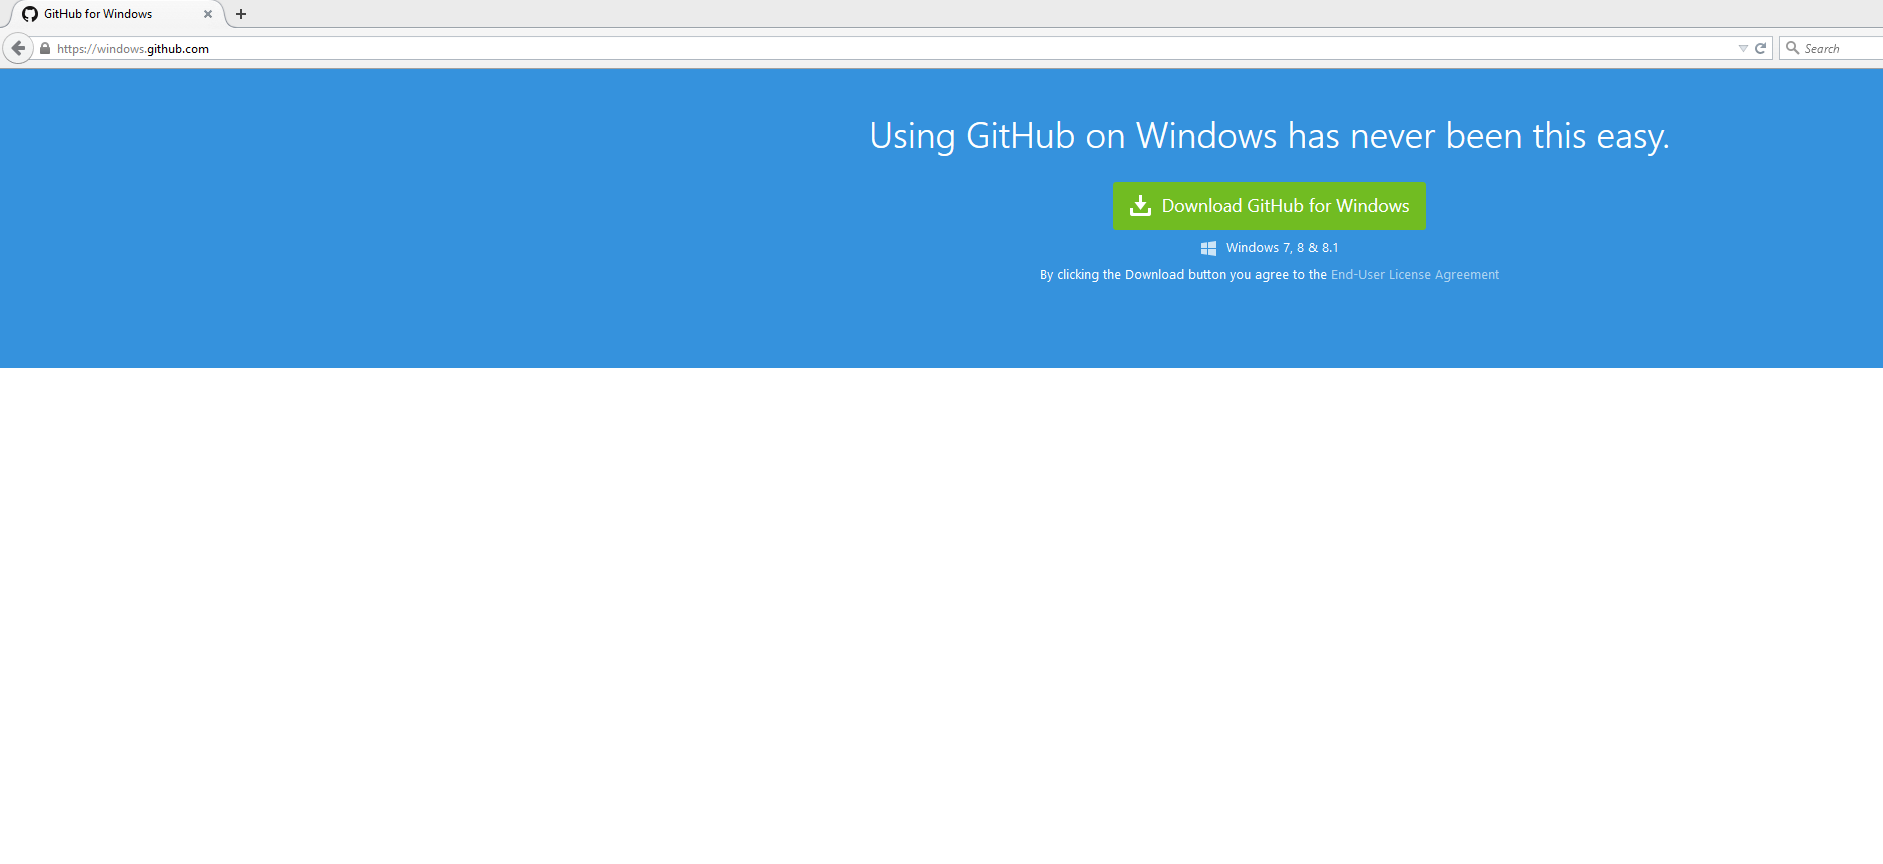 GitHub for Windows
https://windows.github.com
Search
Using GitHub on Windows has never been this easy.
Download GitHub for Windows
Windows 7, 8 & 8.1
By clicking the Download button you agree to the End-User License Agreement